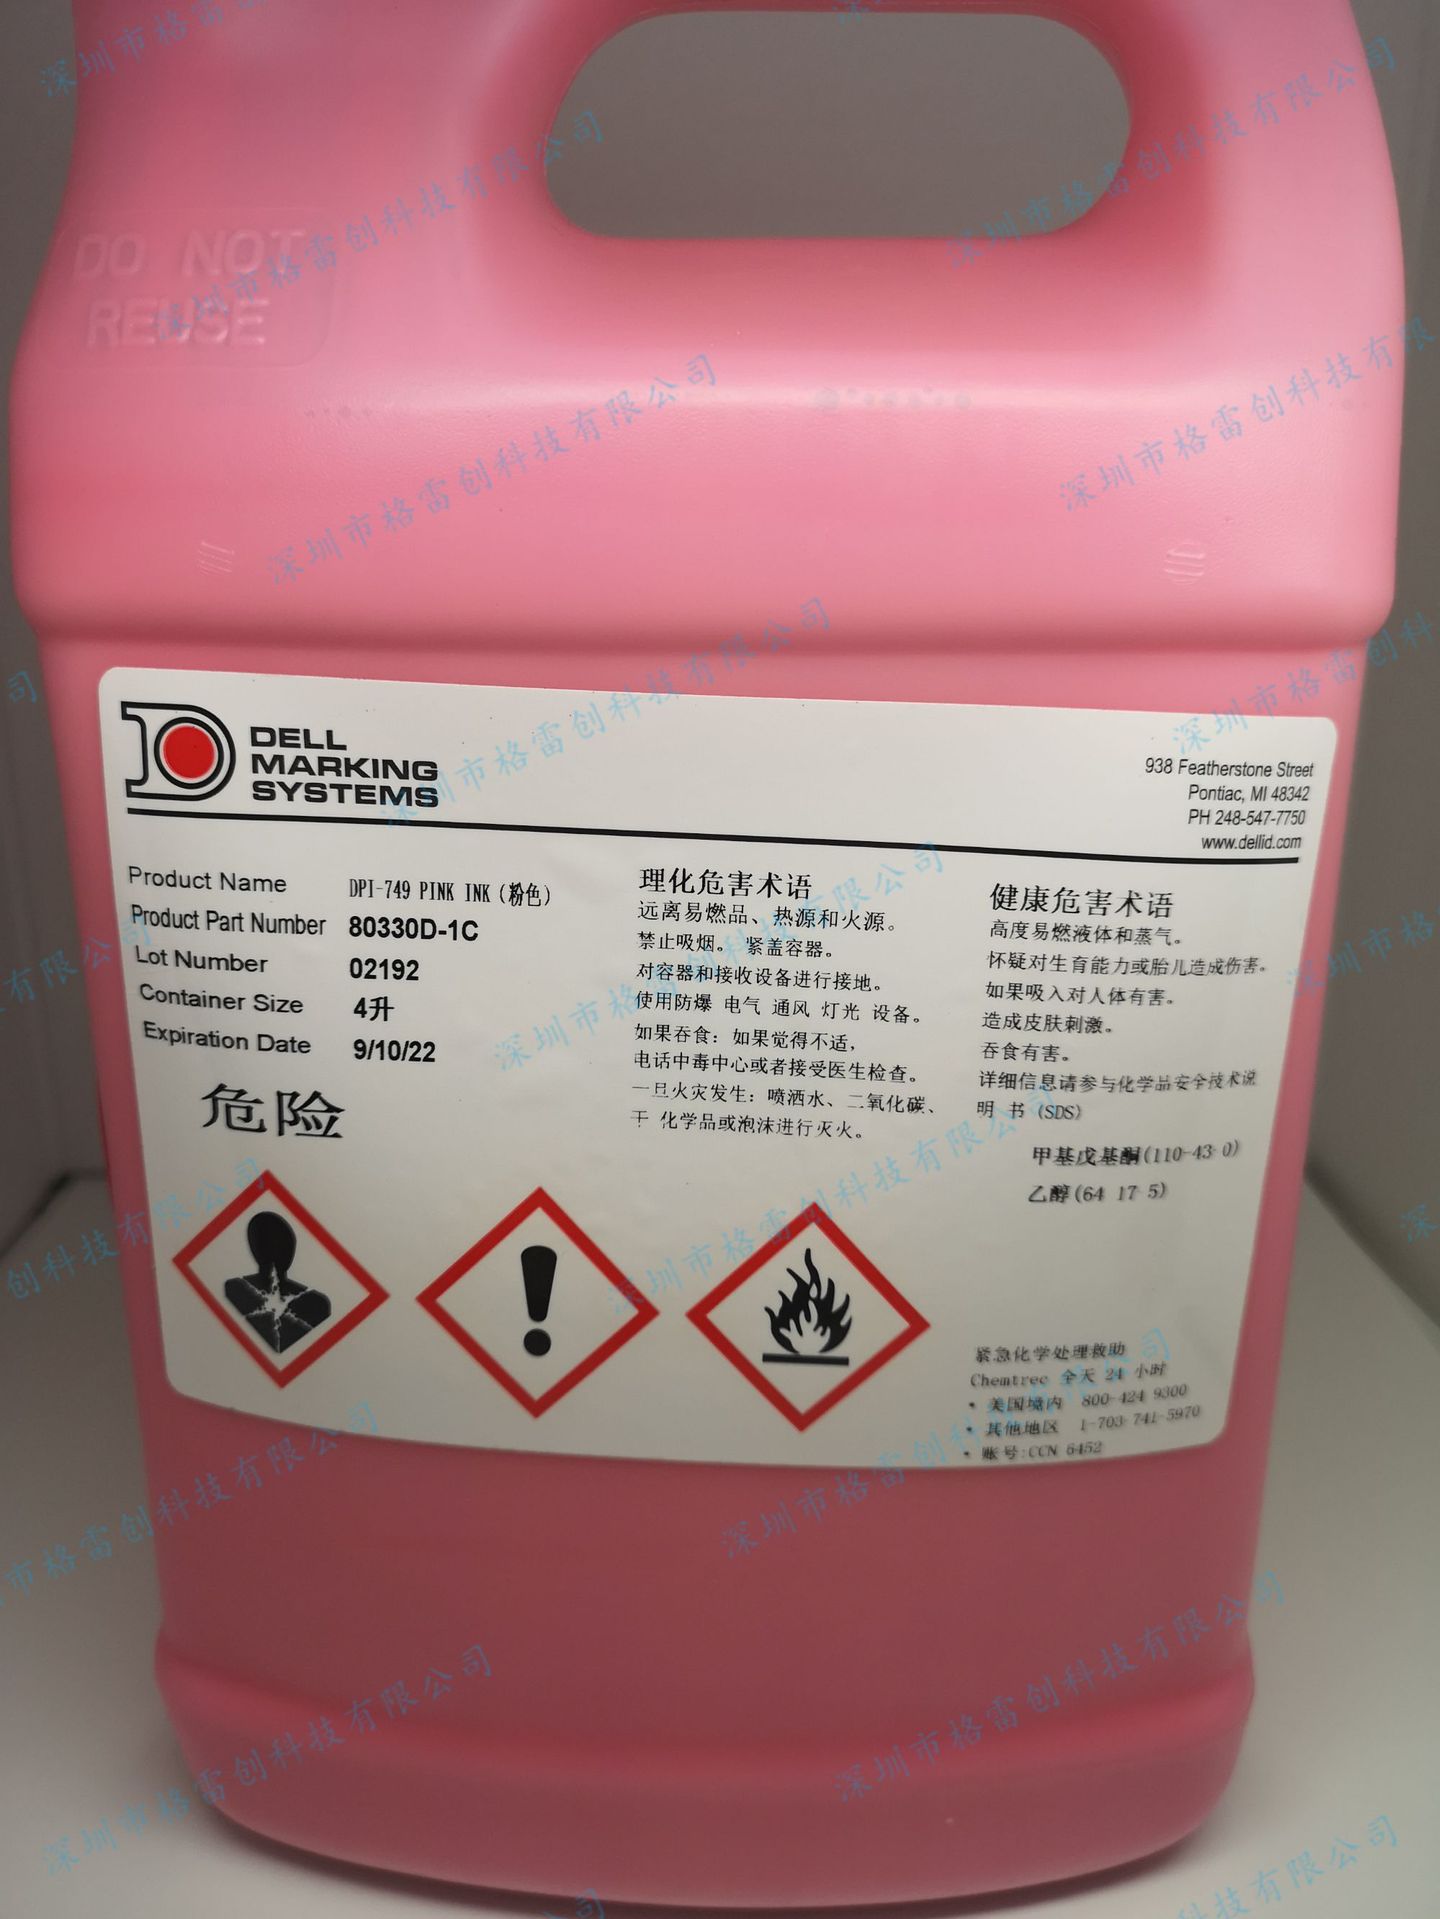 DO NOT
REUSE
DELL
MARKING
SYSTEMS
938 Featherstone Street
Pontiac, MI 48342
PH 248-547-7750
www.dellid.com
Product Name DPI-749 PINK INK (粉色)
Product Part Number 80330D-1C
Lot Number 02192
Container Size 4升
Expiration Date 9/10/22
危险
理化危害术语
远离易燃品、热源和火源。
禁止吸烟。 紧盖容器。
对容器和接收设备进行接地。
使用防爆 电气 通风 灯光 设备。
如果吞食: 如果觉得不适,
电话中毒中心或者接受医生检查。
一旦火灾发生: 喷洒水、二氧化碳、
干 化学品或泡沫进行灭火。
健康危害术语
高度易燃液体和蒸气。
怀疑对生育能力或胎儿造成伤害。
如果吸入对人体有害。
造成皮肤刺激。
吞食有害。
详细信息请参与化学品安全技术说
明 书 (SDS)
甲基戊基酮(110-43 0)
乙醇(64 17 5)
紧急化学处理救助
Chemtrec 全天 24 小时
• 美国境内 800-424 9300
• 其他地区 1-703 741-5970
• 账号:CCN 6452
深圳市格雷创科技有限公司